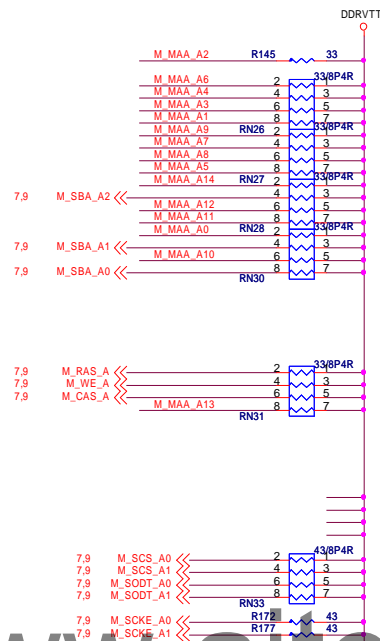 DDRVTT
M_MAA_A2 R145 33
M_MAA_A6 2 1 33/8P4R
M_MAA_A4 4 3
M_MAA_A3 6 5
M_MAA_A1 8 7
M_MAA_A9 RN26 2 1 33/8P4R
M_MAA_A7 4 3
M_MAA_A8 6 5
M_MAA_A5 8 7
M_MAA_A14 RN27 2 1 33/8P4R
7,9 M_SBA_A2 4 3
M_MAA_A12 6 5
M_MAA_A11 8 7
M_MAA_A0 RN28 2 1 33/8P4R
7,9 M_SBA_A1 4 3
M_MAA_A10 6 5
7,9 M_SBA_A0 8 7
RN30
7,9 M_RAS_A 2 1 33/8P4R
7,9 M_WE_A 4 3
7,9 M_CAS_A 6 5
M_MAA_A13 8 7
RN31
7,9 M_SCS_A0 2 1 43/8P4R
7,9 M_SCS_A1 4 3
7,9 M_SODT_A0 6 5
7,9 M_SODT_A1 8 7
RN33
7,9 M_SCKE_A0 R172 43
7,9 M_SCKE_A1 R177 43